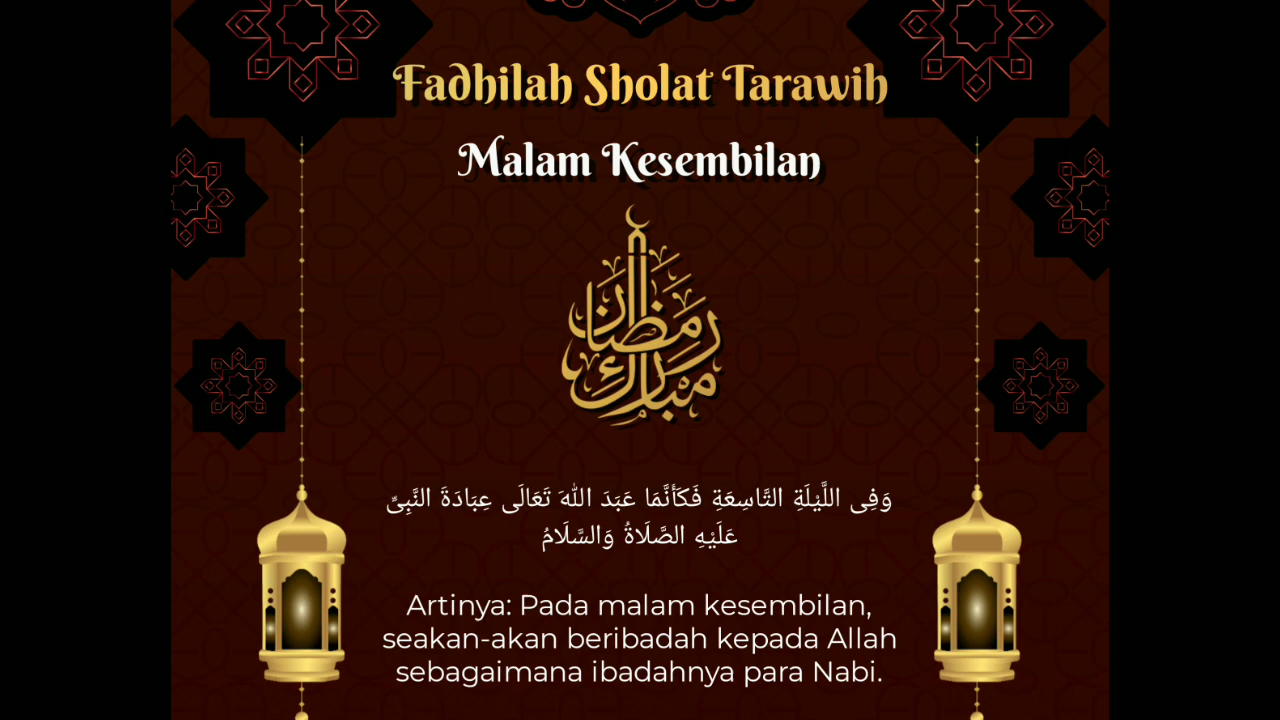 Fadhilah Sholat Tarawih
Malam Kesembilan
رمضان
مبارك
وَفِى اللَّيْلَةِ التَّاسِعَةِ فَكَأَنَّمَا عَبَدَ اللهَ تَعَالَى عِبَادَةَ النَّبِىِّ
عَلَيْهِ الصَّلَاةُ وَالسَّلَامُ
Artinya: Pada malam kesembilan,
seakan-akan beribadah kepada Allah
sebagaimana ibadahnya para Nabi.